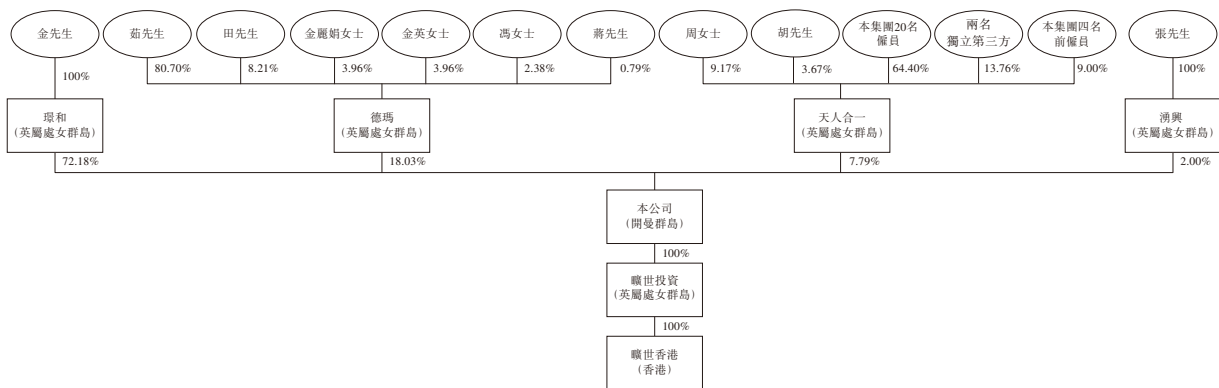 金先生
茹先生
田先生
金麗娟女士
金英女士
馮女士
蔣先生
周女士
胡先生
本集團20名
僱員
兩名
獨立第三方
本集團四名
前僱員
張先生
100%
80.70%
8.21%
3.96%
3.96%
2.38%
0.79%
9.17%
3.67%
64.40%
13.76%
9.00%
100%
璟和
(英屬處女群島)
德瑪
(英屬處女群島)
天人合一
(英屬處女群島)
湧興
(英屬處女群島)
72.18%
18.03%
7.79%
2.00%
本公司
(開曼群島)
100%
曠世投資
(英屬處女群島)
100%
曠世香港
(香港)